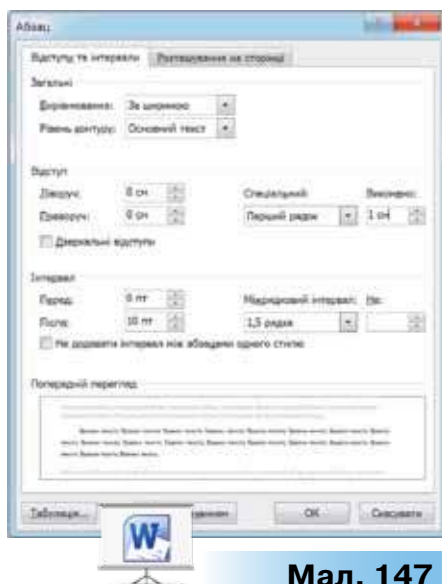 Абзац
Відступи та інтервали Розташування на сторінці
Загальні
Вирівнювання: За шириною
Рівень контуру: Основний текст
Відступ
Ліворуч: 0 см Спеціальний: Виконано:
Праворуч: 0 см Перший рядок 1 см
Дзеркальні відступи
Інтервал
Перед: 0 пт Міжрядковий інтервал: На:
Після: 10 пт 1,5 рядка
Не додавати інтервал між абзацами одного стилю
Попередній перегляд
Табуляція... ОК Скасувати
W
Мал. 147